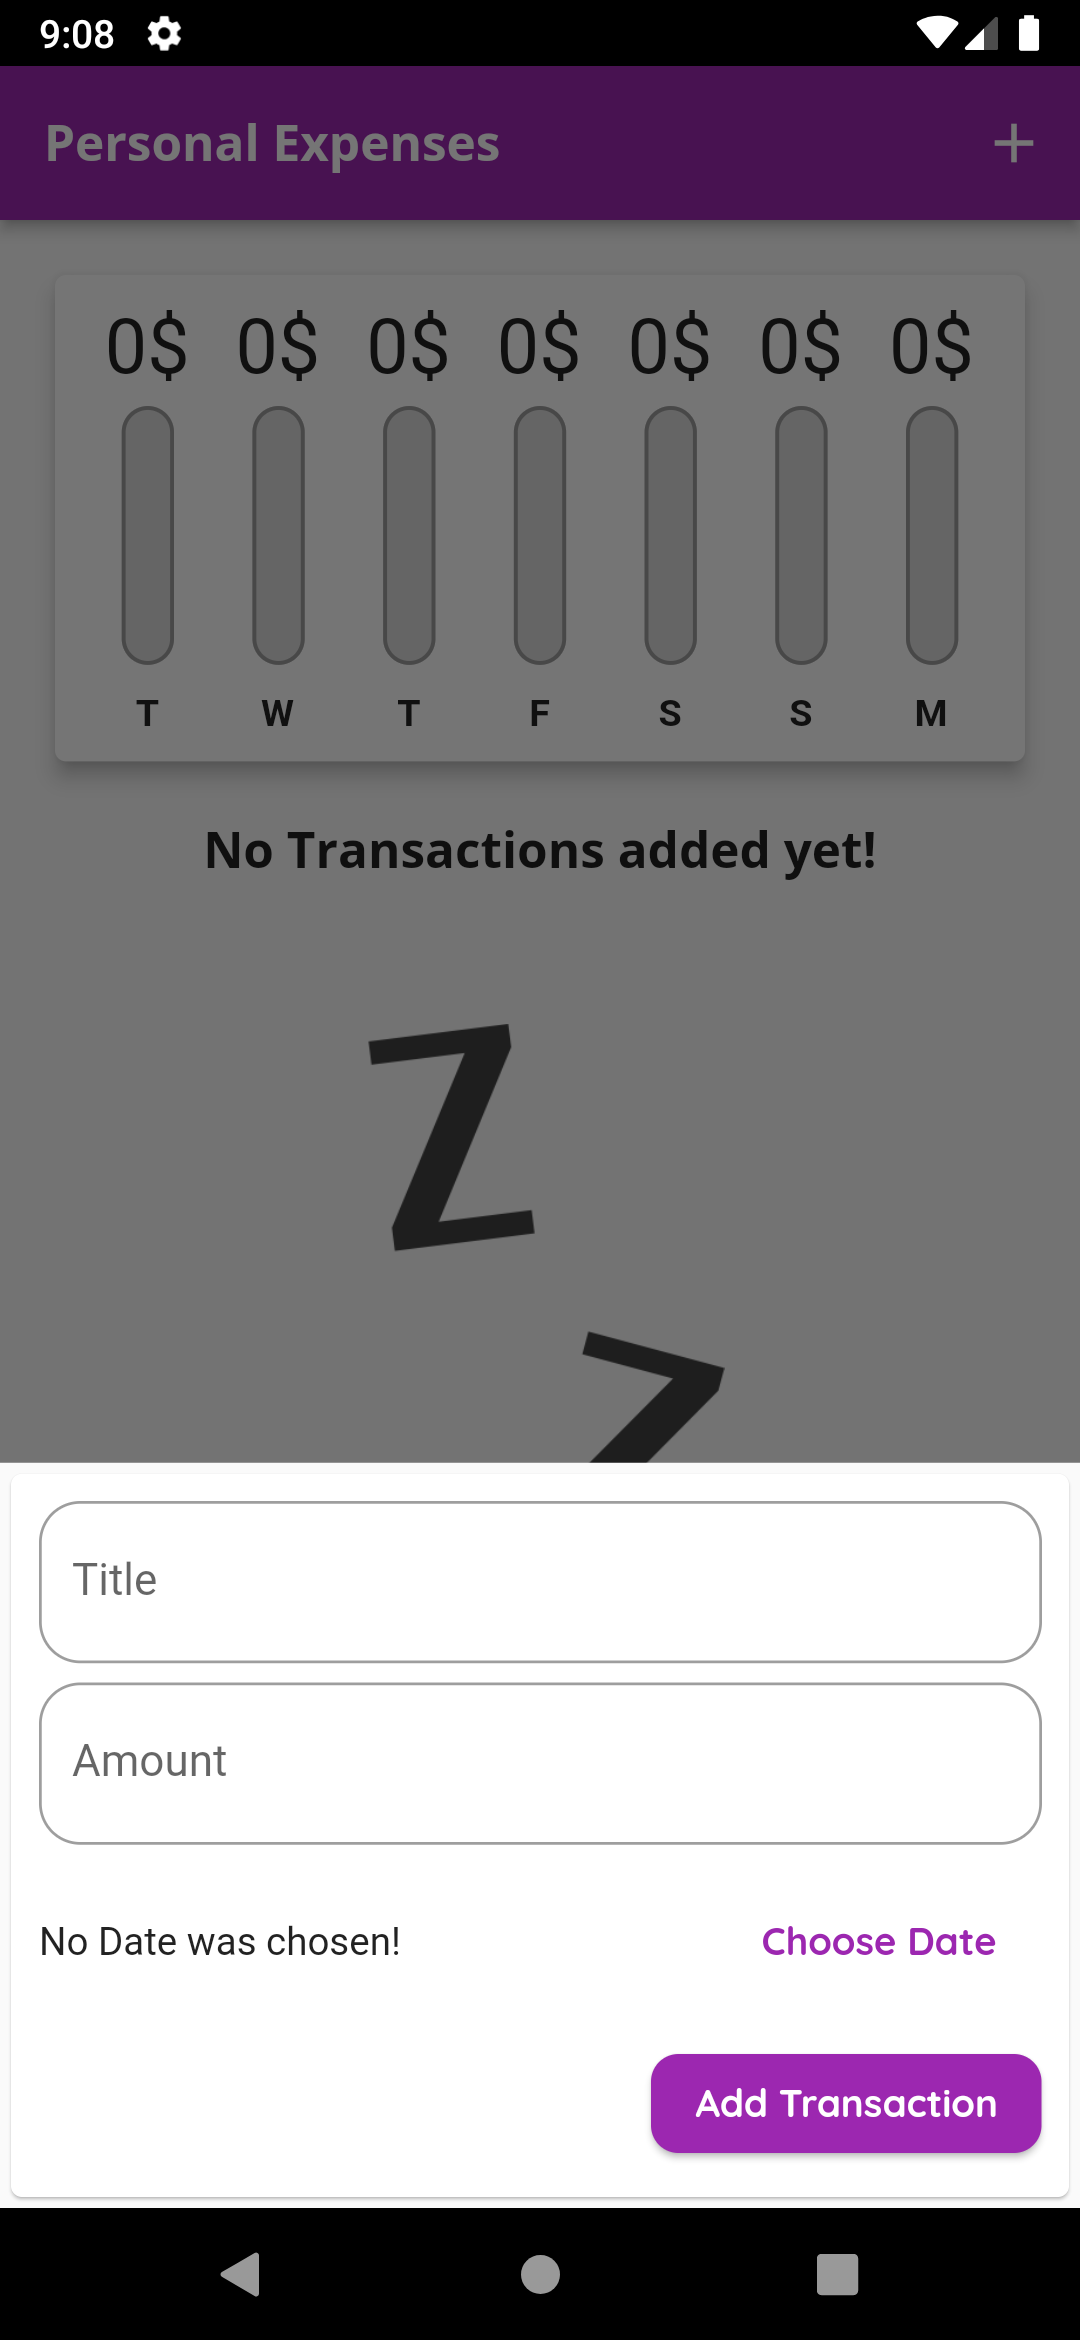 9:08
Personal Expenses
0$ 0$ 0$ 0$ 0$ 0$ 0$
T W T F S S M
No Transactions added yet!
Z
Z
Title
Amount
No Date was chosen! Choose Date
Add Transaction